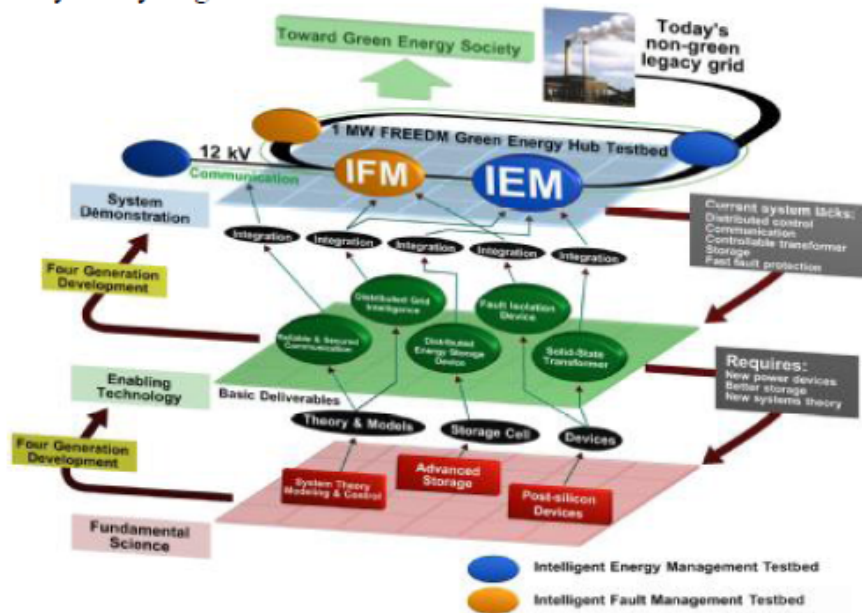 Toward Green Energy Society
Today's
non-green
legacy grid
1 MW FREEDM Green Energy Hub Testbed
12 kV
Communication
IFM
IEM
System
Demonstration
Current system lacks:
Distributed control
Communication
Controllable transformer
Storage
Fast fault protection
Integration
Integration
Integration
Integration
Integration
Four Generation
Development
Distributed Grid
Intelligence
Fault Isolation
Device
Reliable & Secured
Communication
Distributed
Energy Storage
Device
Solid-State
Transformer
Requires:
New power devices
Better storage
New systems theory
Enabling
Technology
Basic Deliverables
Theory & Models
Storage Cell
Devices
Four Generation
Development
System Theory
Modeling & Control
Advanced
Storage
Post-silicon
Devices
Fundamental
Science
Intelligent Energy Management Testbed
Intelligent Fault Management Testbed